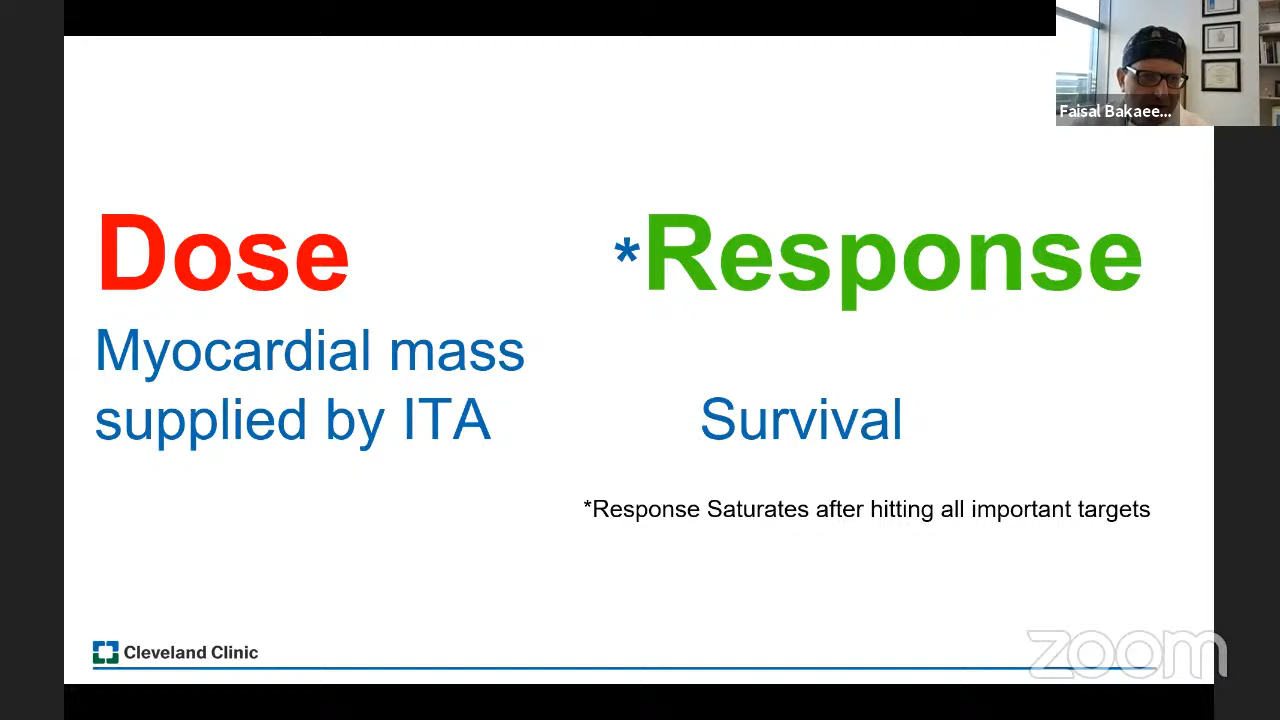 Faisal Bakaee...
Dose
*Response
Myocardial mass
supplied by ITA
Survival
*Response Saturates after hitting all important targets
Cleveland Clinic
zoom